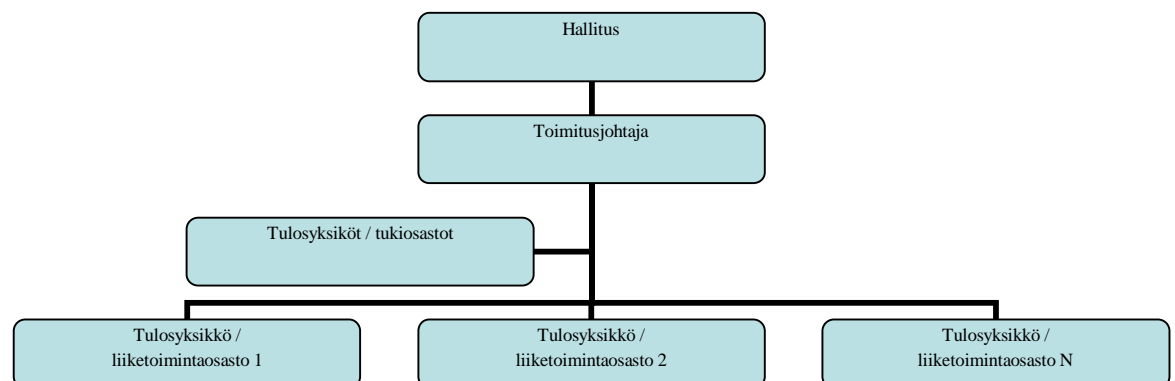 Hallitus
Toimitusjohtaja
Tulosyksiköt / tukiosastot
Tulosyksikkö /
liiketoimintaosasto 1
Tulosyksikkö /
liiketoimintaosasto 2
Tulosyksikkö /
liiketoimintaosasto N